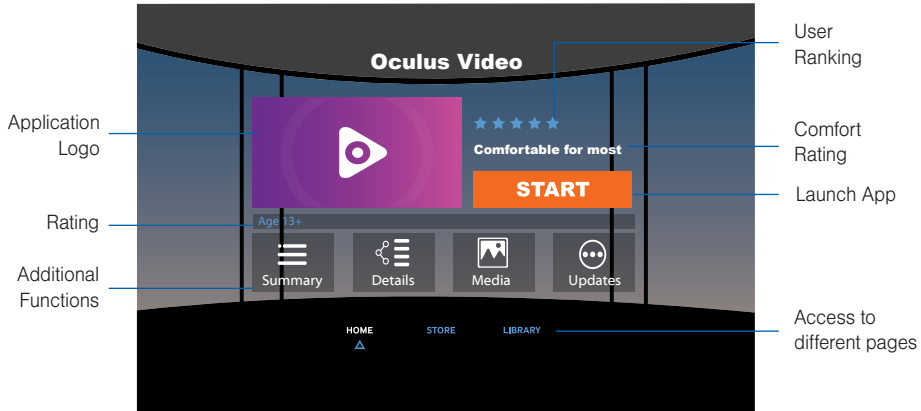 Oculus Video
User
Ranking
Application
Logo
Comfortable for most
Comfort
Rating
START
Launch App
Rating
Age 13+
Additional
Functions
Summary
Details
Media
Updates
HOME
STORE
LIBRARY
Access to
different pages